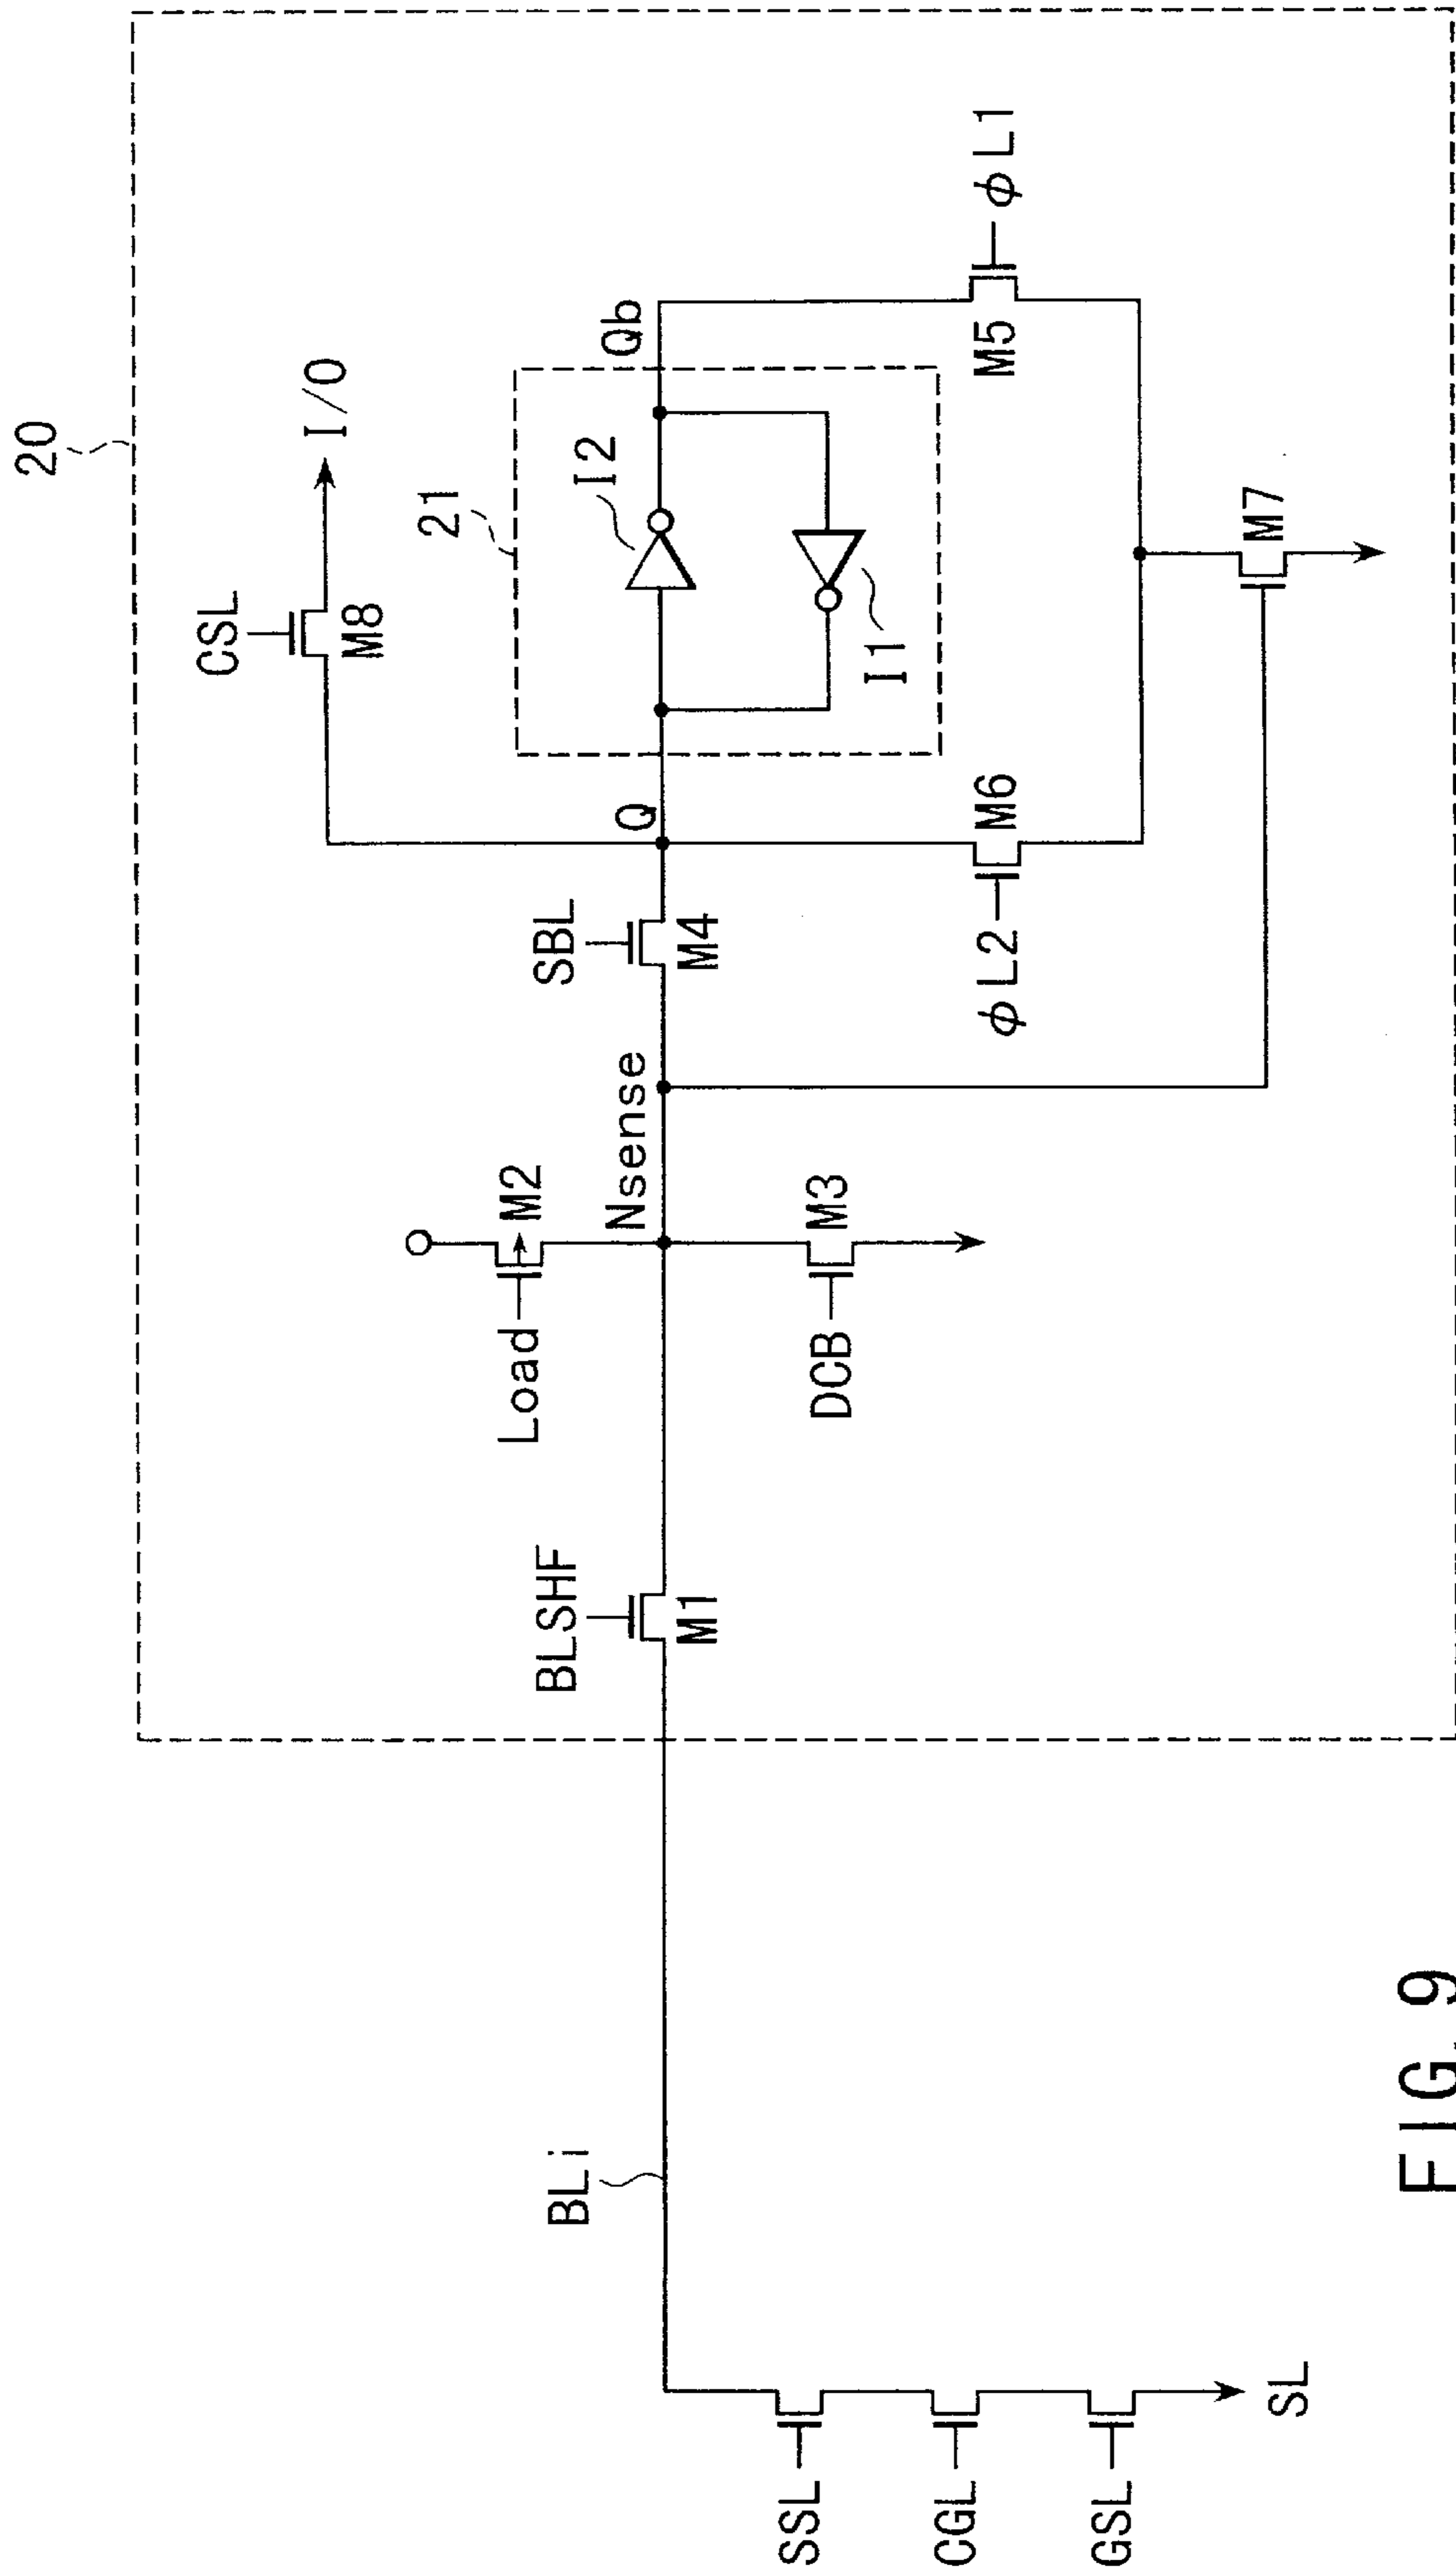 20
CSL
M8
I/O
21
I2
Qb
I1
Q
SBL
M4
Load
M2
Nsense
BLSHF
M1
BLi
DCB
M3
φL2
M6
M5
φL1
M7
SSL
CGL
GSL
SL
FIG. 9